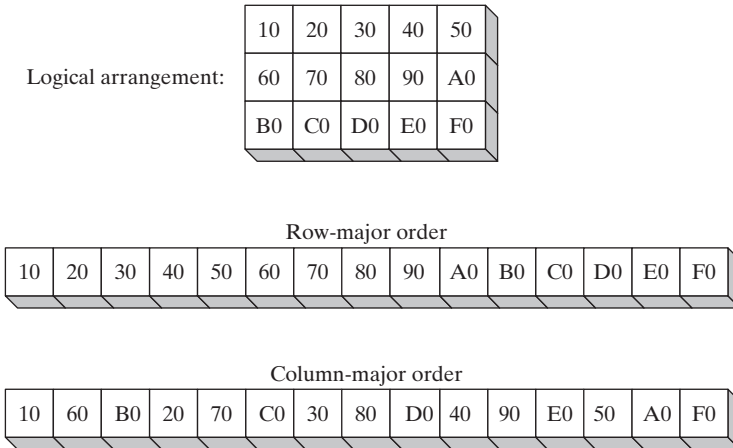 10 20 30 40 50
Logical arrangement: 60 70 80 90 A0
B0 C0 D0 E0 F0
Row-major order
10 20 30 40 50 60 70 80 90 A0 B0 C0 D0 E0 F0
Column-major order
10 60 B0 20 70 C0 30 80 D0 40 90 E0 50 A0 F0